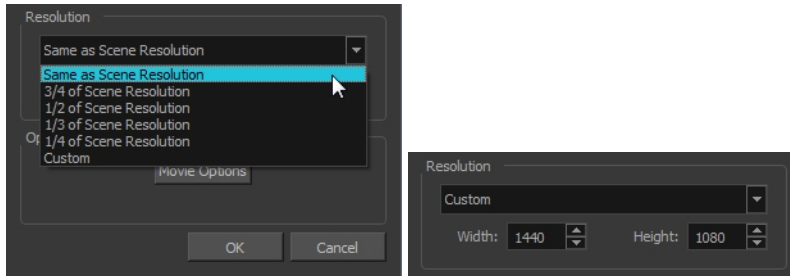 Resolution
Same as Scene Resolution
Same as Scene Resolution
3/4 of Scene Resolution
1/2 of Scene Resolution
1/3 of Scene Resolution
1/4 of Scene Resolution
Custom
Movie Options
OK
Cancel
Resolution
Custom
Width: 1440 Height: 1080